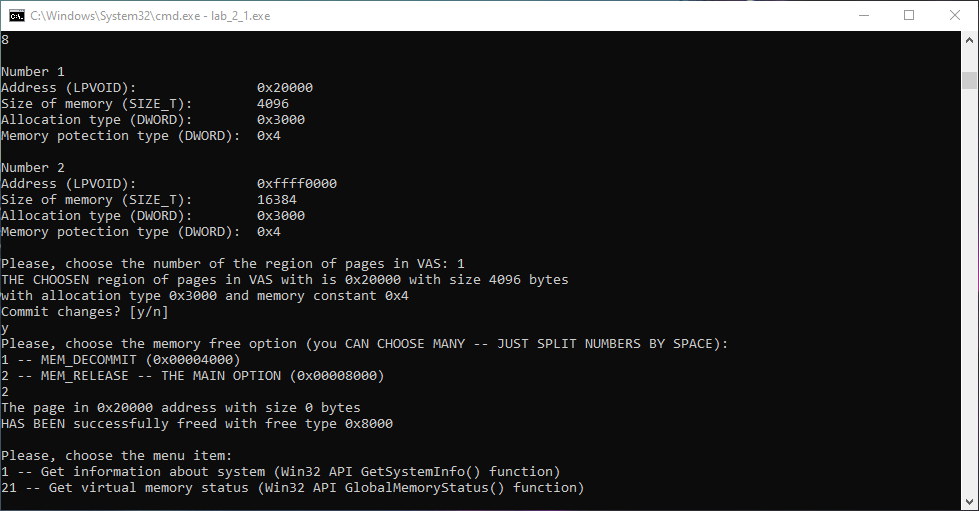 C:\Windows\System32\cmd.exe - lab_2_1.exe
8
Number 1
Address (LPVOID): 0x20000
Size of memory (SIZE_T): 4096
Allocation type (DWORD): 0x3000
Memory potection type (DWORD): 0x4
Number 2
Address (LPVOID): 0xffff0000
Size of memory (SIZE_T): 16384
Allocation type (DWORD): 0x3000
Memory potection type (DWORD): 0x4
Please, choose the number of the region of pages in VAS: 1
THE CHOOSEN region of pages in VAS with is 0x20000 with size 4096 bytes
with allocation type 0x3000 and memory constant 0x4
Commit changes? [y/n]
y
Please, choose the memory free option (you CAN CHOOSE MANY -- JUST SPLIT NUMBERS BY SPACE):
1 -- MEM_DECOMMIT (0x00004000)
2 -- MEM_RELEASE -- THE MAIN OPTION (0x00008000)
2
The page in 0x20000 address with size 0 bytes
HAS BEEN successfully freed with free type 0x8000
Please, choose the menu item:
1 -- Get information about system (Win32 API GetSystemInfo() function)
21 -- Get virtual memory status (Win32 API GlobalMemoryStatus() function)